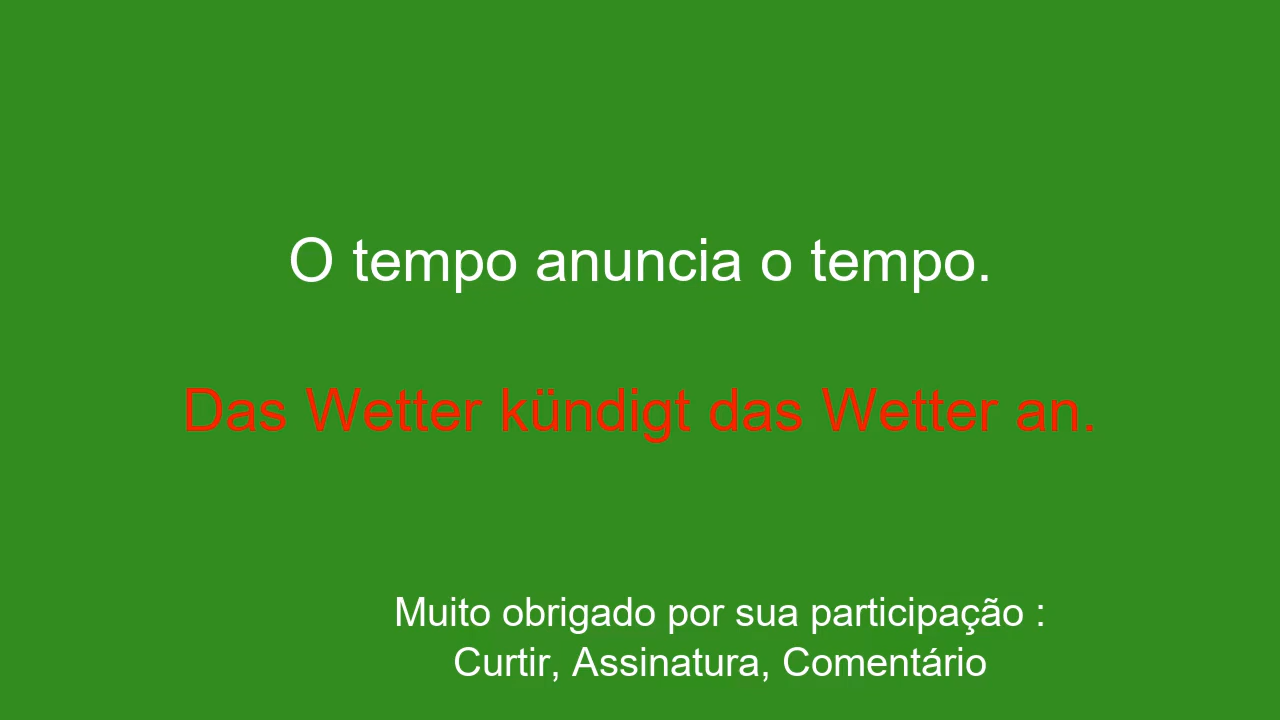 O tempo anuncia o tempo.
Das Wetter kündigt das Wetter an.
Muito obrigado por sua participação :
Curtir, Assinatura, Comentário